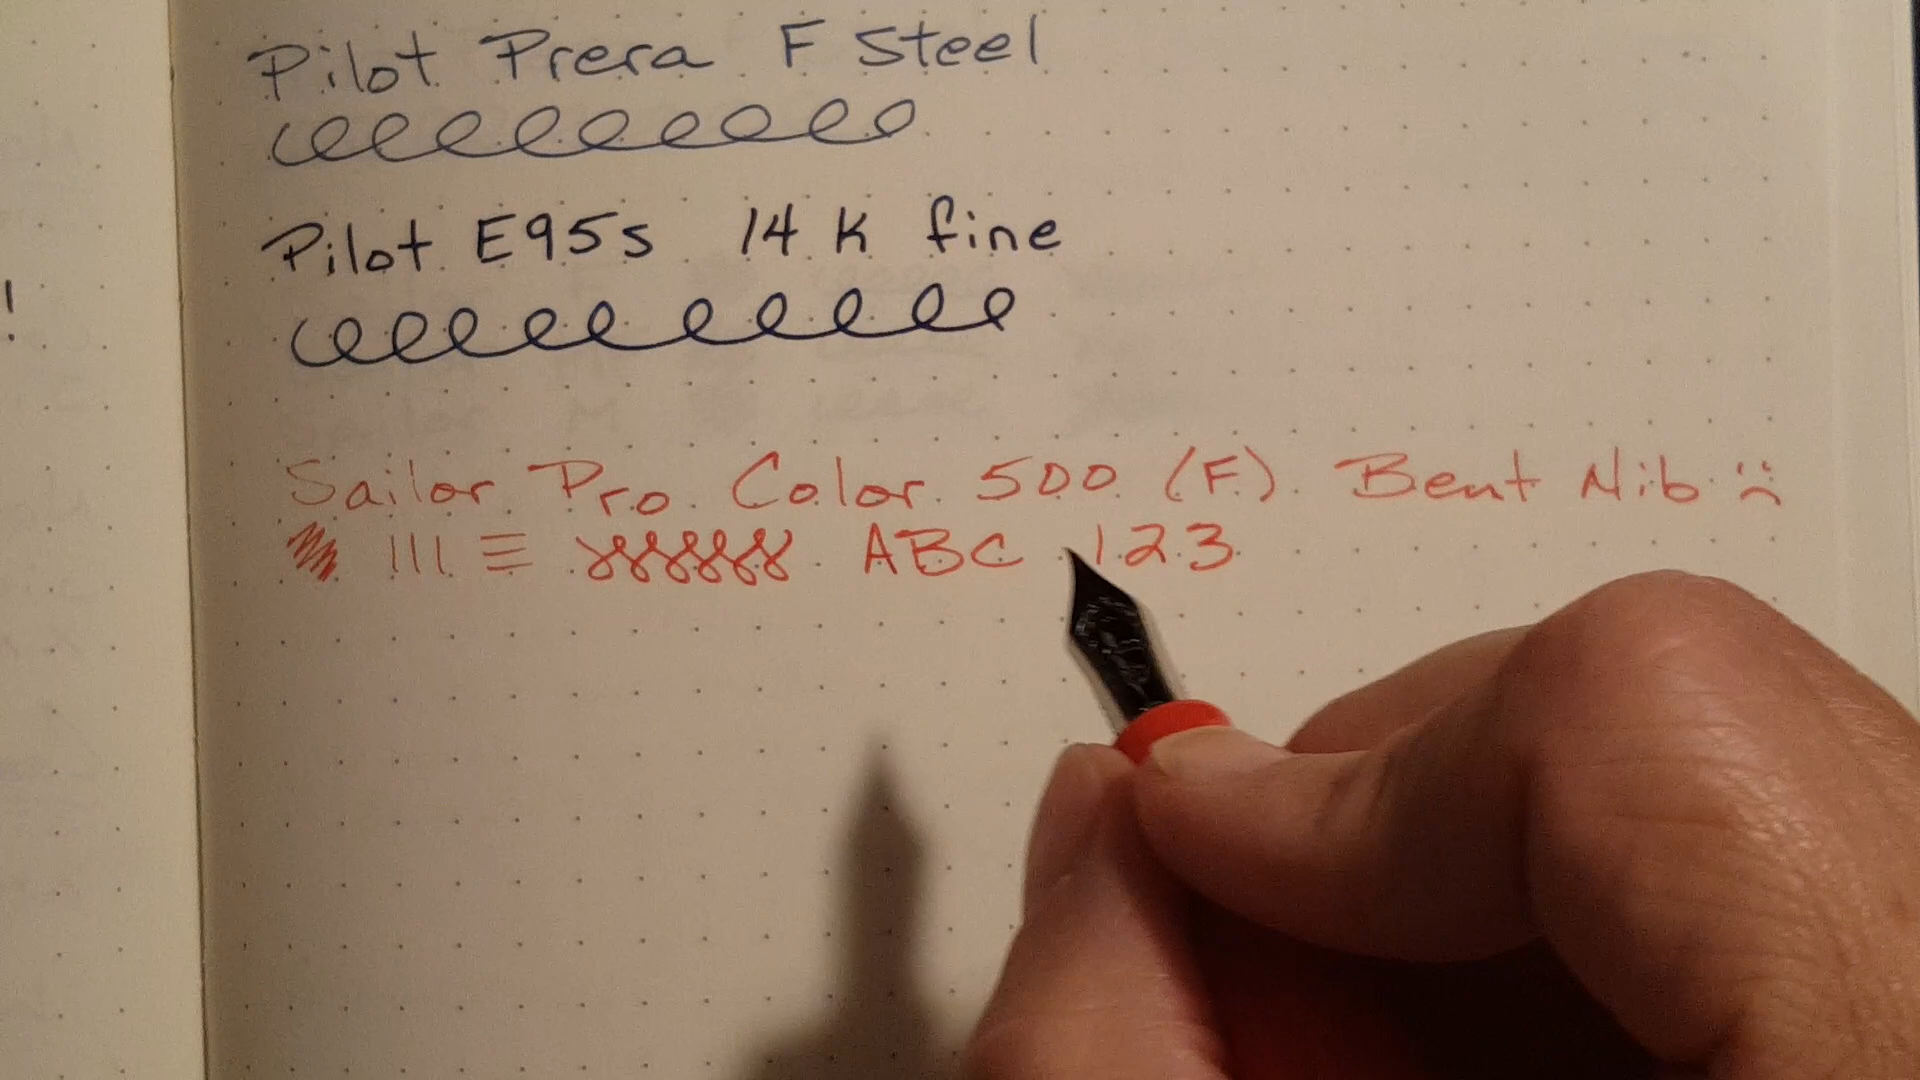 Pilot Prera F Steel
Pilot E95s 14 K fine
Sailor Pro Color 500 (F) Bent Nib :(
ABC 123
!